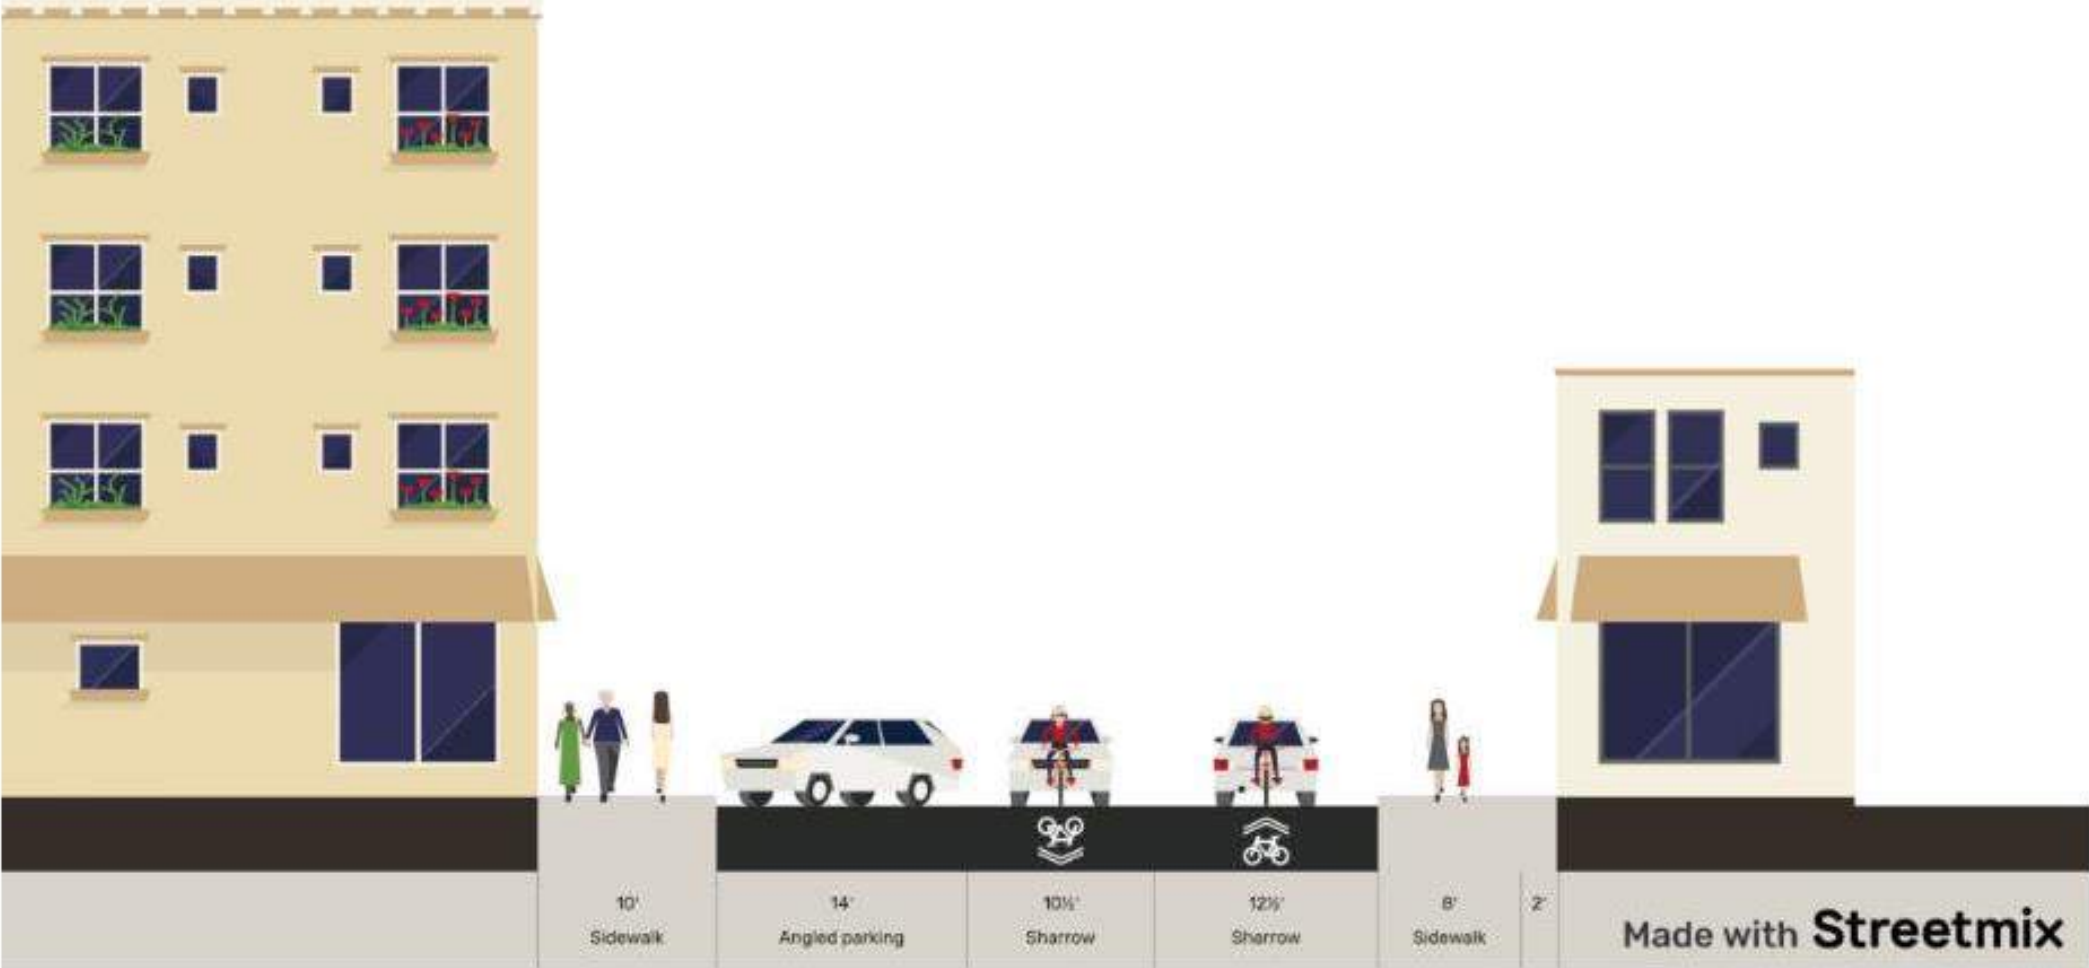 10' 14' 10½' 12½' 8' 2'
Sidewalk Angled parking Sharrow Sharrow Sidewalk
Made with Streetmix